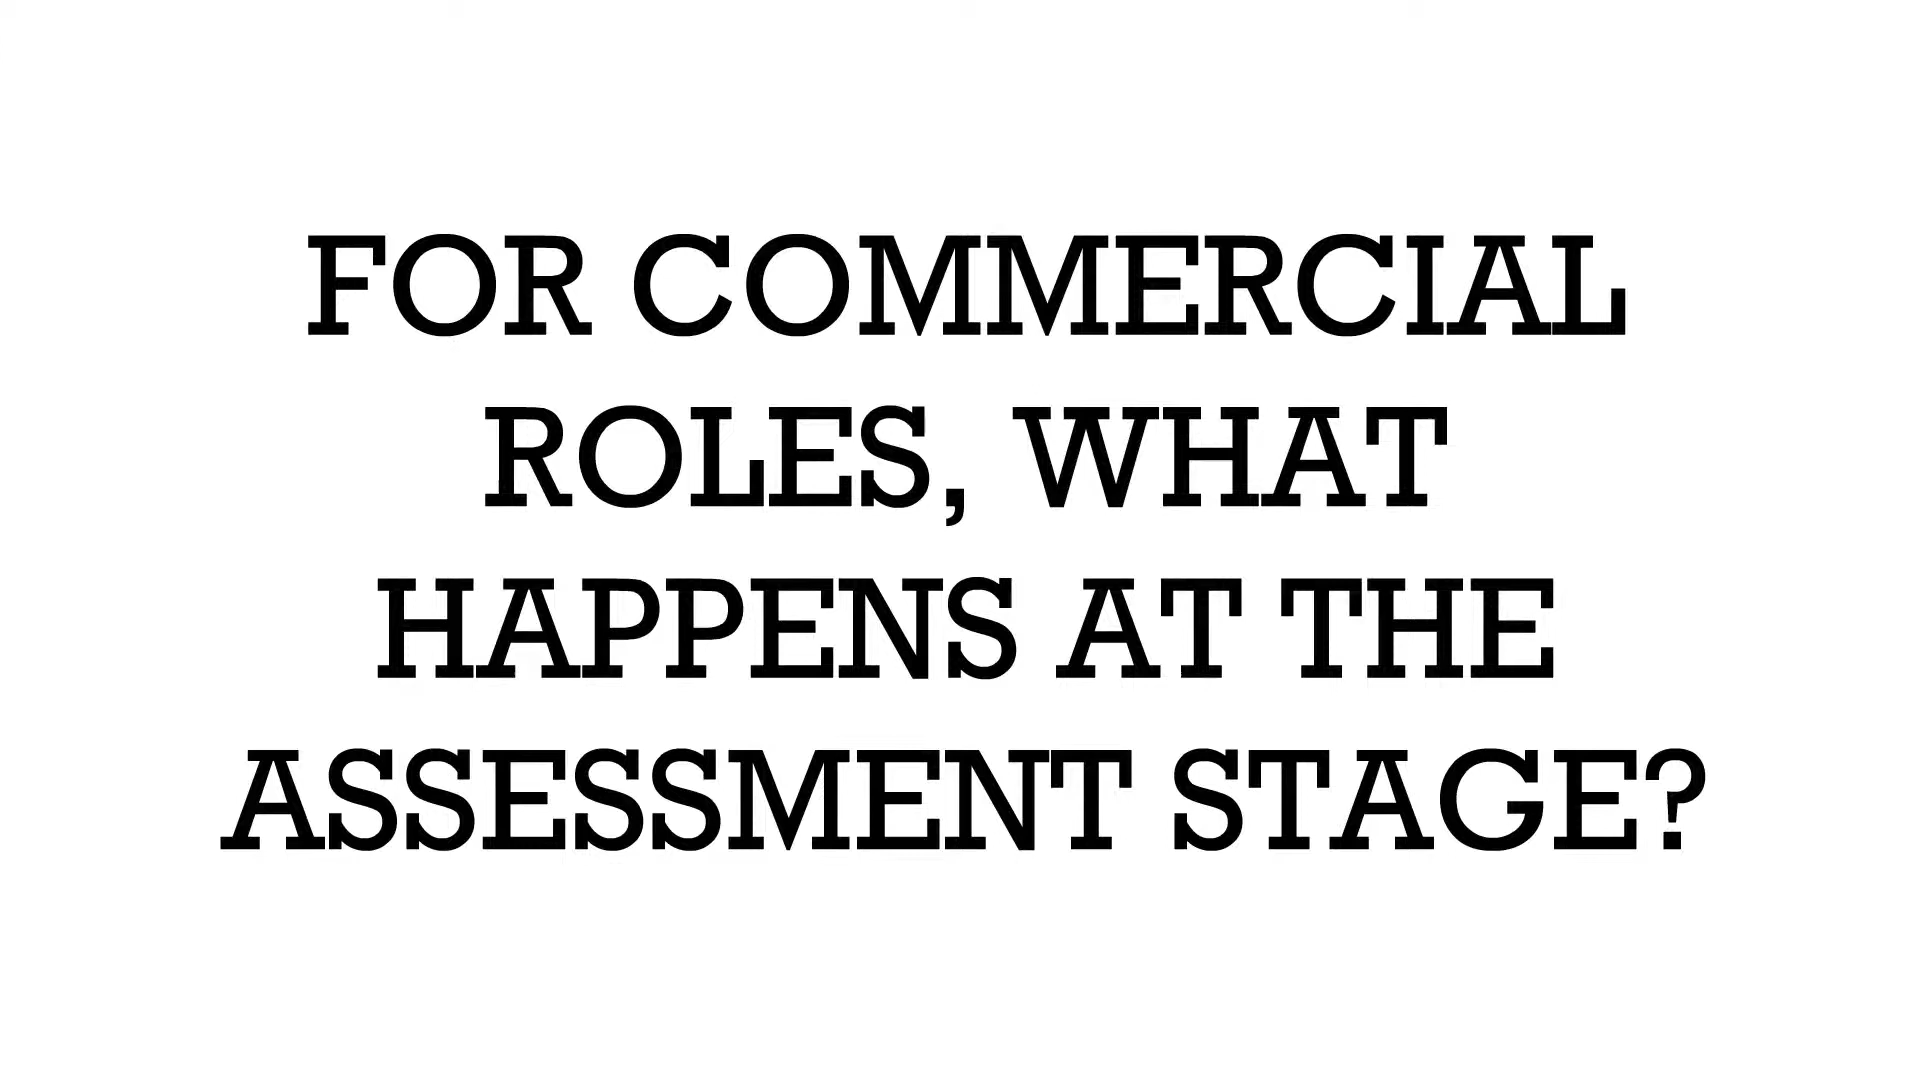 FOR COMMERCIAL
ROLES, WHAT
HAPPENS AT THE
ASSESSMENT STAGE?